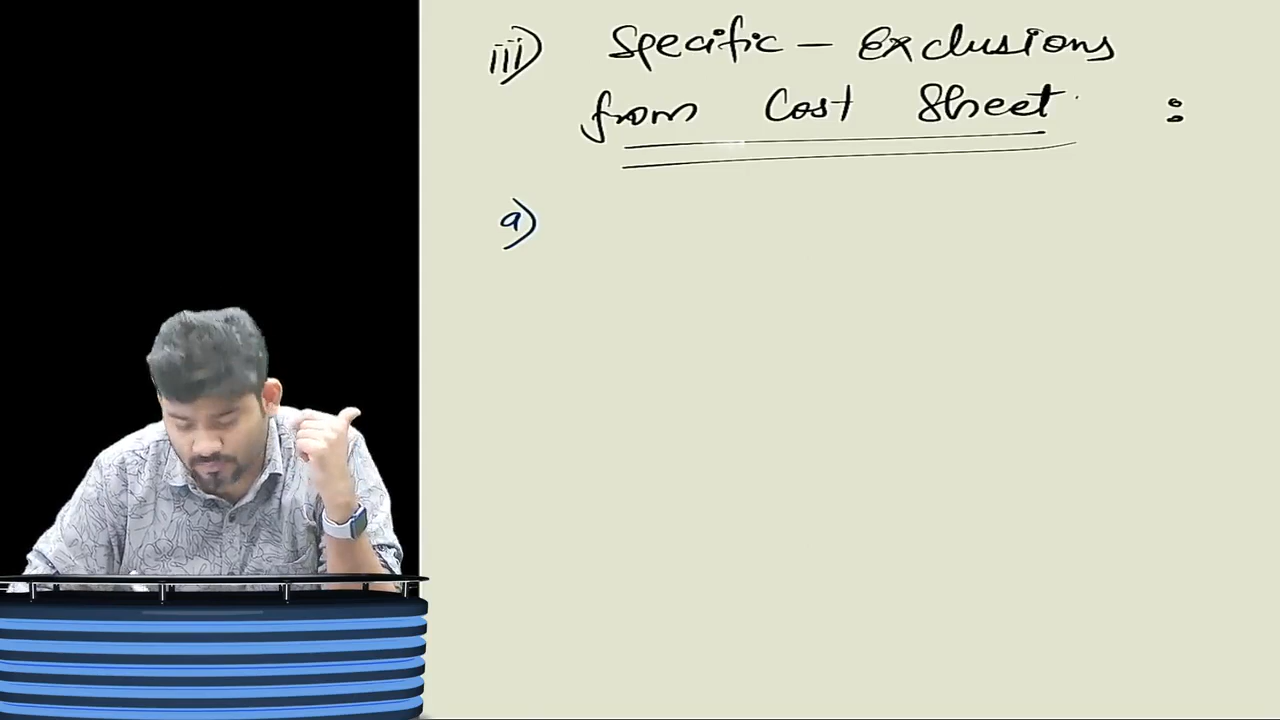 iii) Specific - Exclusions
from Cost Sheet :
a)